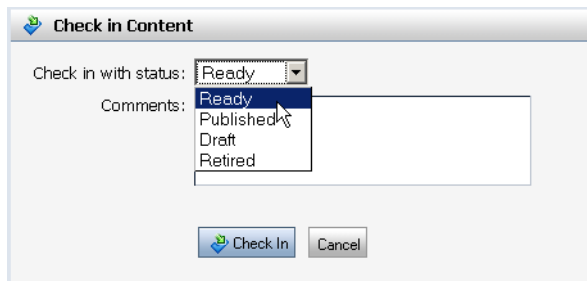 Check in Content
Check in with status: Ready
Comments:
Ready
Published
Draft
Retired
Check In
Cancel